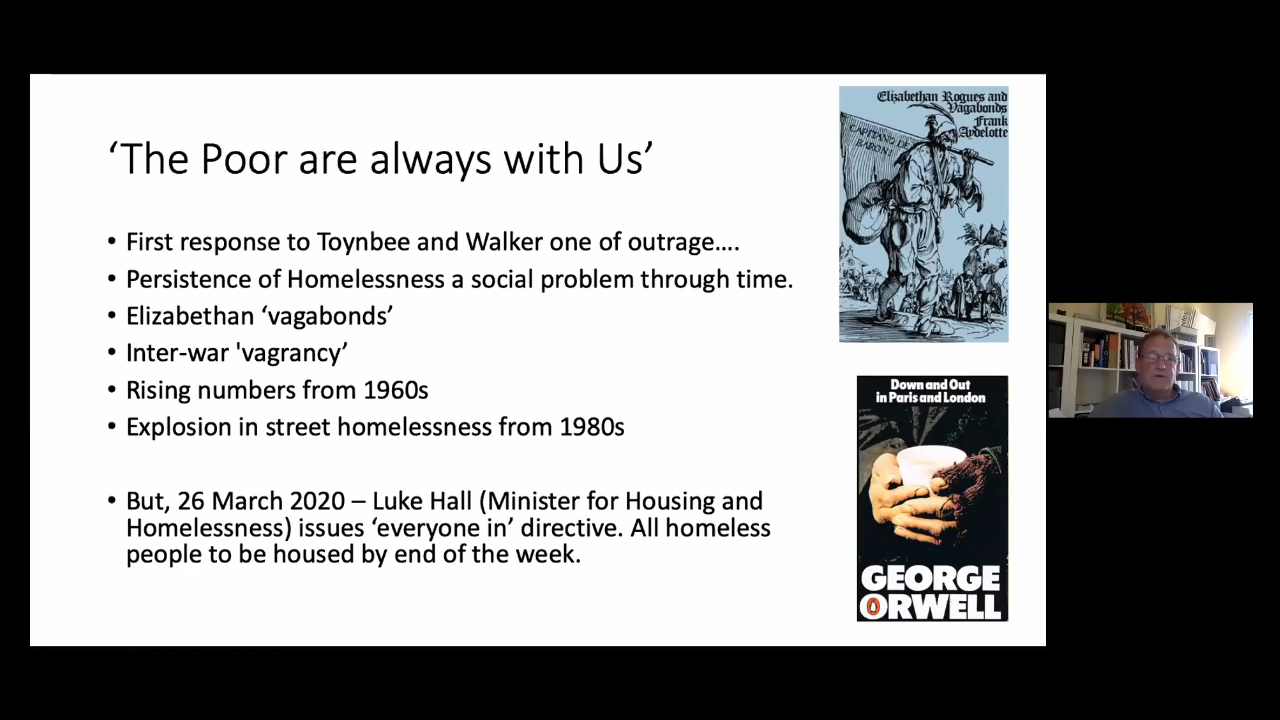 ‘The Poor are always with Us’
• First response to Toynbee and Walker one of outrage….
• Persistence of Homelessness a social problem through time.
• Elizabethan ‘vagabonds’
• Inter-war 'vagrancy’
• Rising numbers from 1960s
• Explosion in street homelessness from 1980s
• But, 26 March 2020 – Luke Hall (Minister for Housing and
Homelessness) issues ‘everyone in’ directive. All homeless
people to be housed by end of the week.
Elizabethan Rogues and
Vagabonds
Frank
Aydelotte
CAPITANO DE
BARONI
Down and Out
in Paris and London
GEORGE
ORWELL